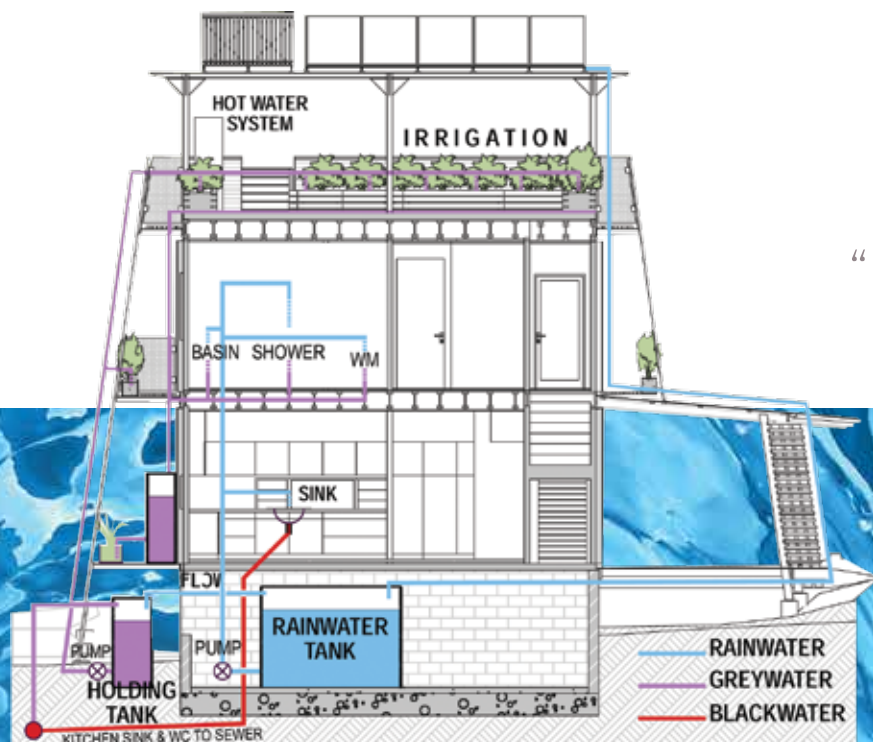 HOT WATER
SYSTEM
IRRIGATION
“
BASIN
SHOWER
WM
SINK
FLOW
RAINWATER
TANK
PUMP
PUMP
HOLDING
TANK
KITCHEN SINK & WC TO SEWER
RAINWATER
GREYWATER
BLACKWATER